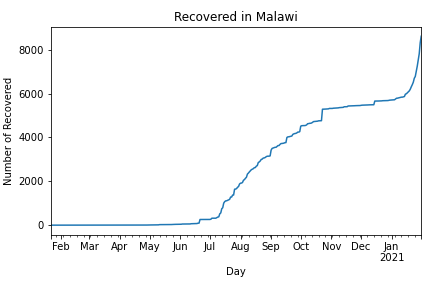 Recovered in Malawi
Number of Recovered
8000
6000
4000
2000
0
Feb Mar Apr May Jun Jul Aug Sep Oct Nov Dec Jan
2021
Day